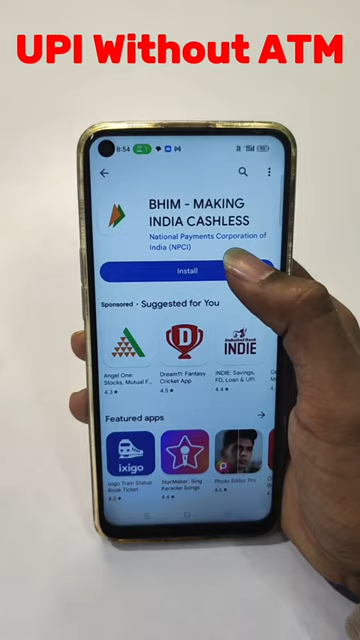 UPI Without ATM
8:54
BHIM - MAKING
INDIA CASHLESS
National Payments Corporation of
India (NPCI)
Install
Sponsored · Suggested for You
D
Industrial Bank
INDIE
Angel One:
Stocks, Mutual F...
4.3
Dream11: Fantasy
Cricket App
4.5
INDIE: Savings,
FD, Loan & UPI
4.4
Featured apps
ixigo
ixigo Train Status
Book Ticket
StarMaker: Sing
Karaoke Songs
4.4
Photo Editor Pro
4.6